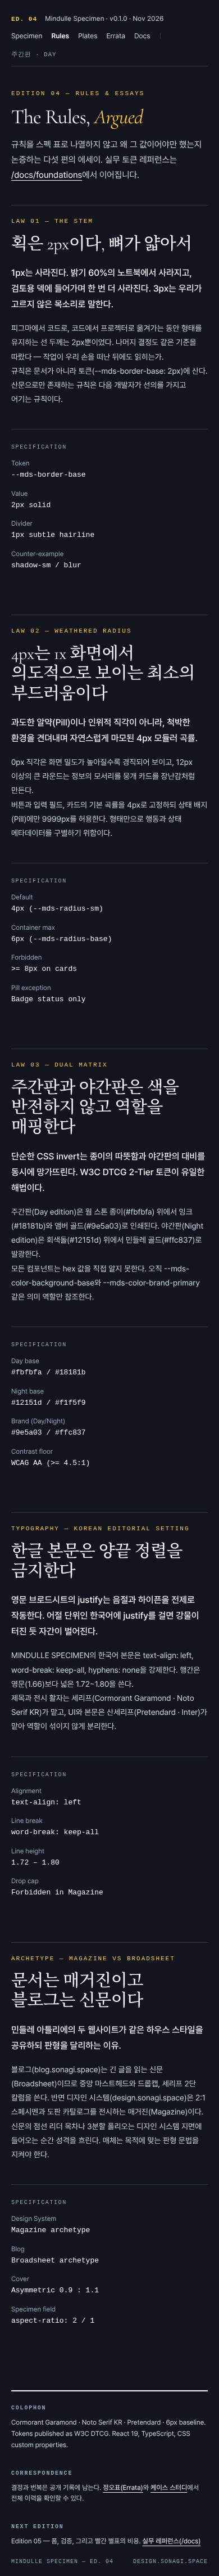 ED. 04 Mindulle Specimen · v0.1.0 · Nov 2026
Specimen Rules Plates Errata Docs
주간판 · DAY
EDITION 04 — RULES & ESSAYS
The Rules, Argued
규칙을 스펙 표로 나열하지 않고 왜 그 값이어야만 했는지
논증하는 다섯 편의 에세이. 실무 토큰 레퍼런스는
/docs/foundations에서 이어집니다.
LAW 01 — THE STEM
획은 2px이다, 뼈가 얇아서
1px는 사라진다. 밝기 60%의 노트북에서 사라지고,
검토용 덱에 들어가며 한 번 더 사라진다. 3px는 우리가
고르지 않은 목소리로 말한다.
피그마에서 코드로, 코드에서 프로젝터로 옮겨가는 동안 형태를
유지하는 선 두께는 2px뿐이었다. 나머지 결정도 같은 기준을
따랐다 — 작업이 우리 손을 떠난 뒤에도 읽히는가.
규칙은 문서가 아니라 토큰(--mds-border-base: 2px)에 산다.
산문으로만 존재하는 규칙은 다음 개발자가 선의를 가지고
어기는 규칙이다.
SPECIFICATION
Token
--mds-border-base
Value
2px solid
Divider
1px subtle hairline
Counter-example
shadow-sm / blur
LAW 02 — WEATHERED RADIUS
4px는 1x 화면에서
의도적으로 보이는 최소의
부드러움이다
과도한 알약(Pill)이나 인위적 직각이 아니라, 척박한
환경을 견뎌내며 자연스럽게 마모된 4px 모듈러 곡률.
0px 직각은 화면 밀도가 높아질수록 경직되어 보이고, 12px
이상의 큰 라운드는 정보의 모서리를 뭉개 카드를 장난감처럼
만든다.
버튼과 입력 필드, 카드의 기본 곡률을 4px로 고정하되 상태 배지
(Pill)에만 9999px를 허용한다. 형태만으로 행동과 상태
메타데이터를 구별하기 위함이다.
SPECIFICATION
Default
4px (--mds-radius-sm)
Container max
6px (--mds-radius-base)
Forbidden
>= 8px on cards
Pill exception
Badge status only
LAW 03 — DUAL MATRIX
주간판과 야간판은 색을
반전하지 않고 역할을
매핑한다
단순한 CSS invert는 종이의 따뜻함과 야간판의 대비를
동시에 망가뜨린다. W3C DTCG 2-Tier 토큰이 유일한
해법이다.
주간판(Day edition)은 웜 스톤 종이(#fbfbfa) 위에서 잉크
(#18181b)와 앰버 골드(#9e5a03)로 인쇄된다. 야간판(Night
edition)은 회색돌(#12151d) 위에서 민들레 골드(#ffc837)로
발광한다.
모든 컴포넌트는 hex 값을 직접 알지 못한다. 오직 --mds-
color-background-base와 --mds-color-brand-primary
같은 의미 역할만 참조한다.
SPECIFICATION
Day base
#fbfbfa / #18181b
Night base
#12151d / #f1f5f9
Brand (Day/Night)
#9e5a03 / #ffc837
Contrast floor
WCAG AA (>= 4.5:1)
TYPOGRAPHY — KOREAN EDITORIAL SETTING
한글 본문은 양끝 정렬을
금지한다
영문 브로드시트의 justify는 음절과 하이픈을 전제로
작동한다. 어절 단위인 한국어에 justify를 걸면 강물이
터진 듯 자간이 벌어진다.
MINDULLE SPECIMEN의 한국어 본문은 text-align: left,
word-break: keep-all, hyphens: none을 강제한다. 행간은
영문(1.66)보다 넓은 1.72~1.80을 쓴다.
제목과 전시 활자는 세리프(Cormorant Garamond · Noto
Serif KR)가 맡고, UI와 본문은 산세리프(Pretendard · Inter)가
맡아 역할이 섞이지 않게 분리한다.
SPECIFICATION
Alignment
text-align: left
Line break
word-break: keep-all
Line height
1.72 – 1.80
Drop cap
Forbidden in Magazine
ARCHETYPE — MAGAZINE VS BROADSHEET
문서는 매거진이고
블로그는 신문이다
민들레 아틀리에의 두 웹사이트가 같은 하우스 스타일을
공유하되 판형을 달리하는 이유.
블로그(blog.sonagi.space)는 긴 글을 읽는 신문
(Broadsheet)이므로 중앙 마스트헤드와 드롭캡, 세리프 2단
칼럼을 쓴다. 반면 디자인 시스템(design.sonagi.space)은 2:1
스페시멘과 도판 카탈로그를 전시하는 매거진(Magazine)이다.
신문의 점선 리더 목차나 3분할 폴리오는 디자인 시스템 지면에
들어오는 순간 성격을 흐린다. 매체는 목적에 맞는 판형 문법을
지켜야 한다.
SPECIFICATION
Design System
Magazine archetype
Blog
Broadsheet archetype
Cover
Asymmetric 0.9 : 1.1
Specimen field
aspect-ratio: 2 / 1
COLOPHON
Cormorant Garamond · Noto Serif KR · Pretendard · 6px baseline.
Tokens published as W3C DTCG. React 19, TypeScript, CSS
custom properties.
CORRESPONDENCE
결정과 번복은 공개 기록에 남는다. 정오표(Errata)와 케이스 스터디에서
전체 이력을 확인할 수 있다.
NEXT EDITION
Edition 05 — 폼, 검증, 그리고 빨간 별표의 비용. 실무 레퍼런스(/docs)
MINDULLE SPECIMEN — ED. 04 DESIGN.SONAGI.SPACE